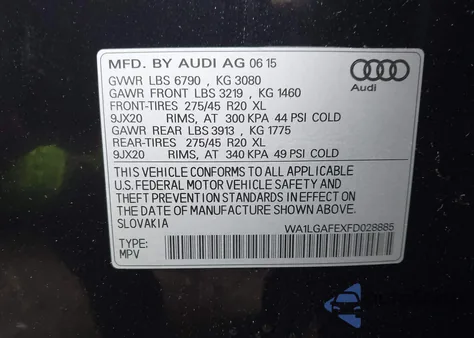 MFD. BY AUDI AG 06 15
GVWR LBS 6790 , KG 3080
GAWR FRONT LBS 3219 , KG 1460
FRONT-TIRES 275/45 R20 XL
9JX20 RIMS, AT 300 KPA 44 PSI COLD
GAWR REAR LBS 3913 , KG 1775
REAR-TIRES 275/45 R20 XL
9JX20 RIMS, AT 340 KPA 49 PSI COLD
Audi
THIS VEHICLE CONFORMS TO ALL APPLICABLE
U.S. FEDERAL MOTOR VEHICLE SAFETY AND
THEFT PREVENTION STANDARDS IN EFFECT ON
THE DATE OF MANUFACTURE SHOWN ABOVE.
SLOVAKIA WA1LGAFEXFD028885
TYPE:
MPV